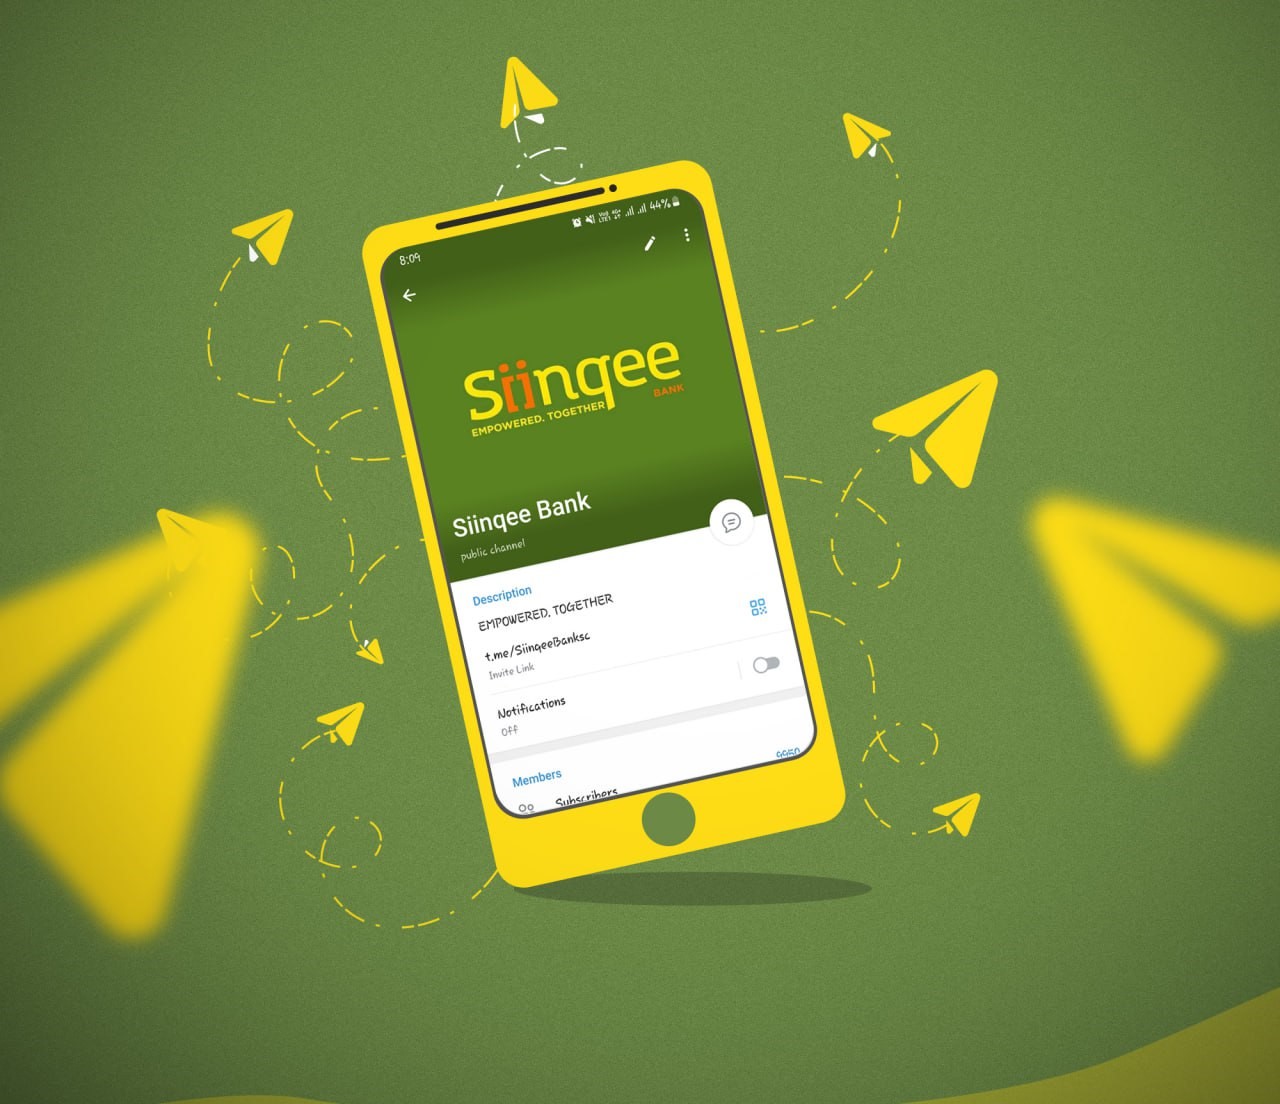 8:09
44%
Siinqee
BANK
EMPOWERED. TOGETHER
Siinqee Bank
public channel
Description
EMPOWERED. TOGETHER
t.me/SiinqeeBanksc
Invite Link
Notifications
Off
Members
Subscribers